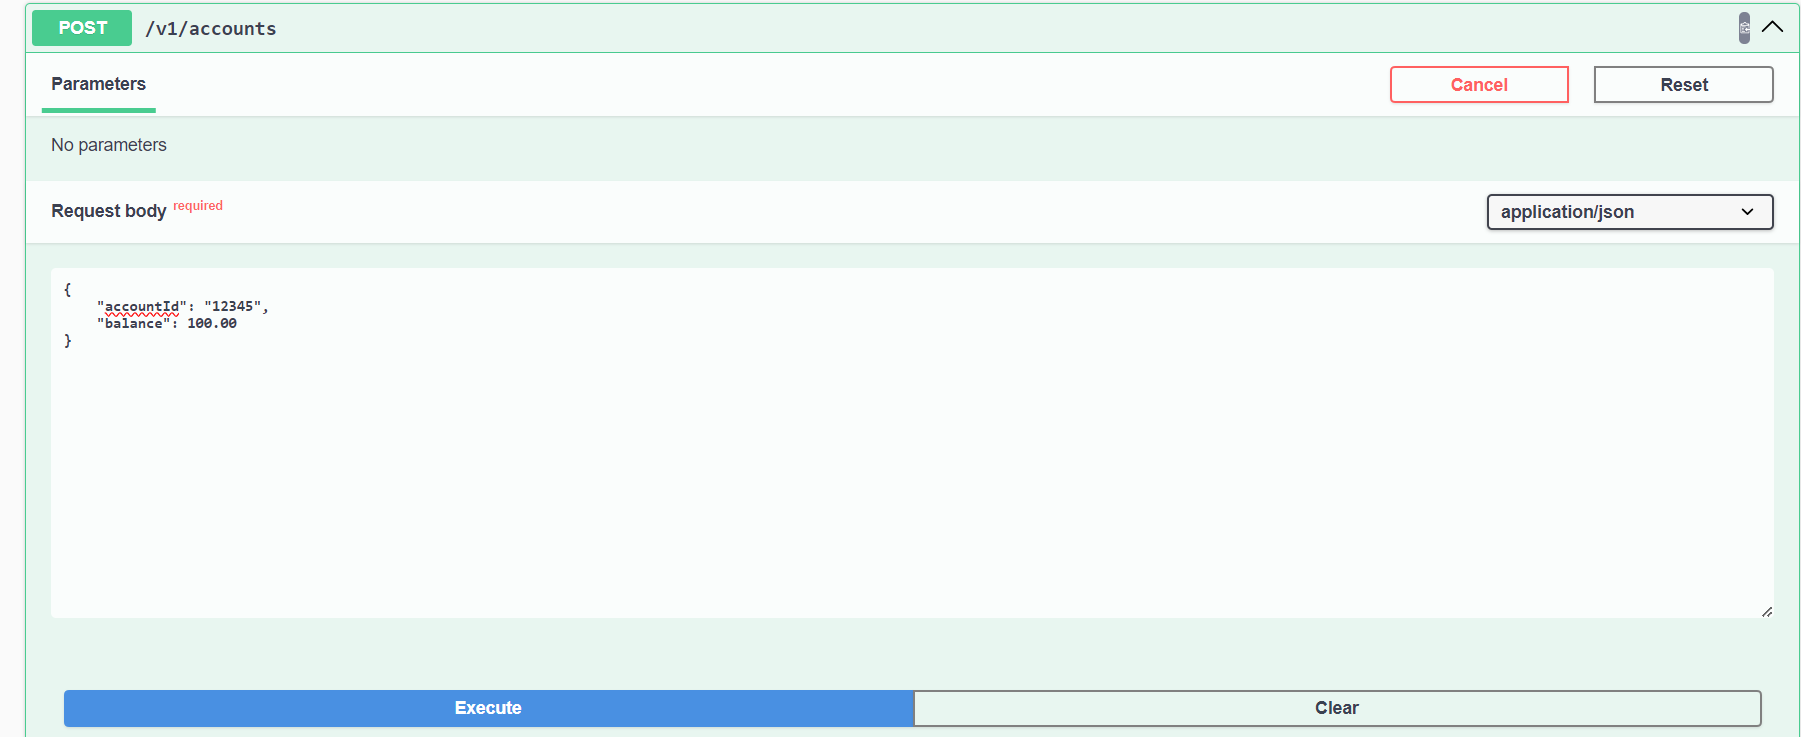 POST /v1/accounts
Parameters
Cancel
Reset
No parameters
Request body required
application/json
{
    "accountId": "12345",
    "balance": 100.00
}
Execute
Clear